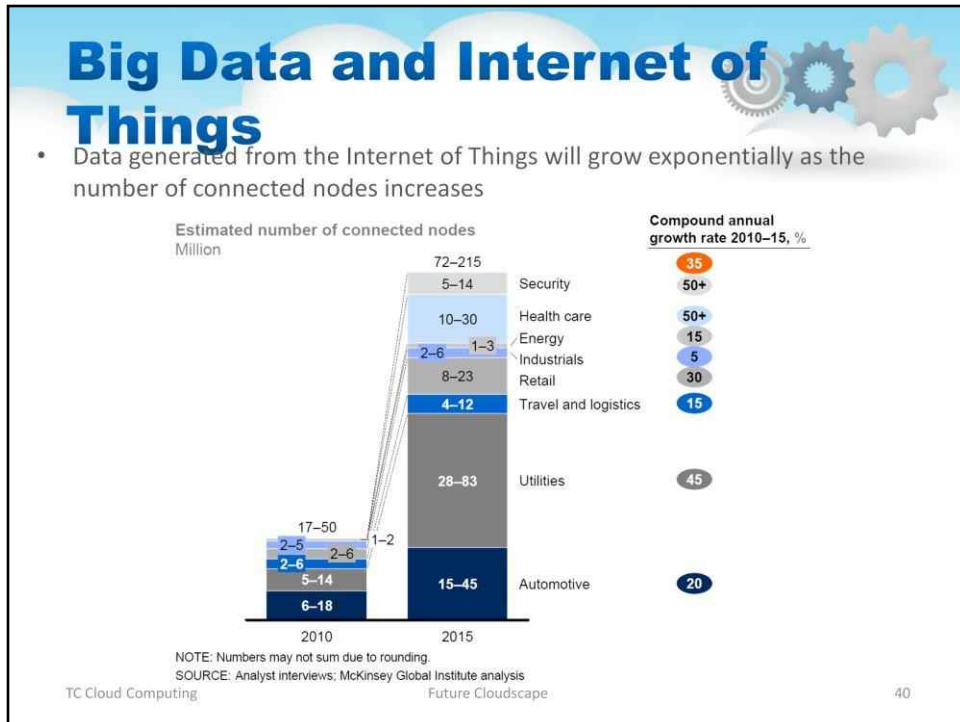 Big Data and Internet of
Things
• Data generated from the Internet of Things will grow exponentially as the
number of connected nodes increases
Estimated number of connected nodes
Million
Compound annual
growth rate 2010–15, %
72–215
35
5–14
Security
50+
10–30
Health care
50+
1–3
Energy
15
2–6
Industrials
5
8–23
Retail
30
4–12
Travel and logistics
15
28–83
Utilities
45
17–50
1–2
2–5
2–6
2–6
5–14
15–45
Automotive
20
6–18
2010
2015
NOTE: Numbers may not sum due to rounding.
SOURCE: Analyst interviews; McKinsey Global Institute analysis
TC Cloud Computing
Future Cloudscape
40